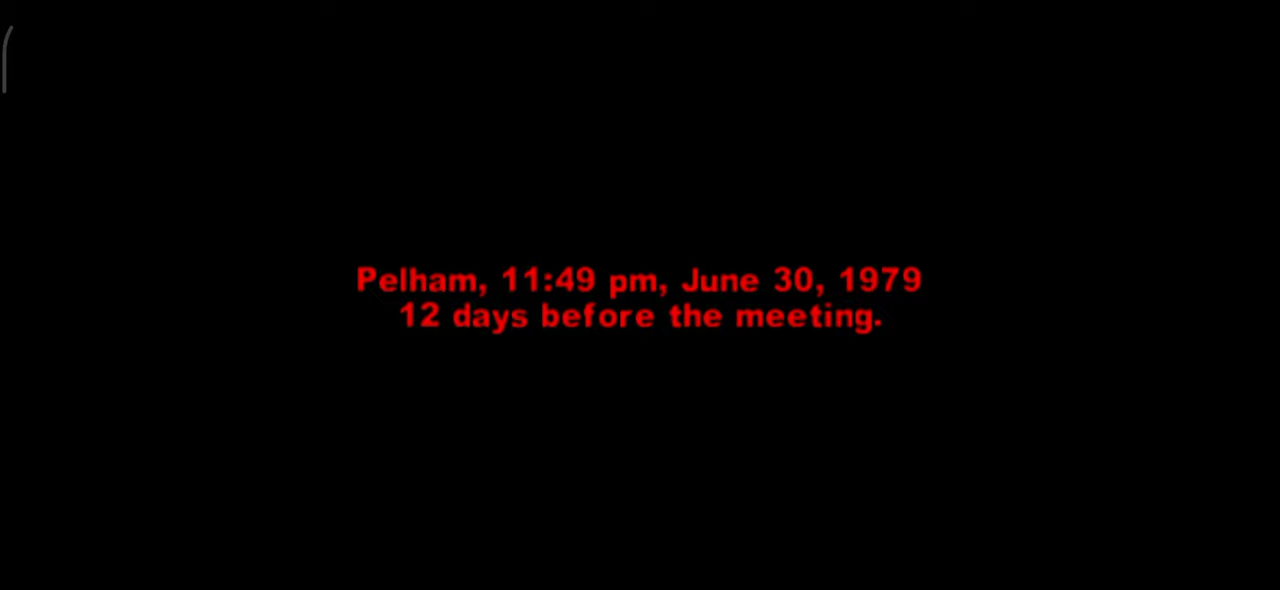 Pelham, 11:49 pm, June 30, 1979
12 days before the meeting.